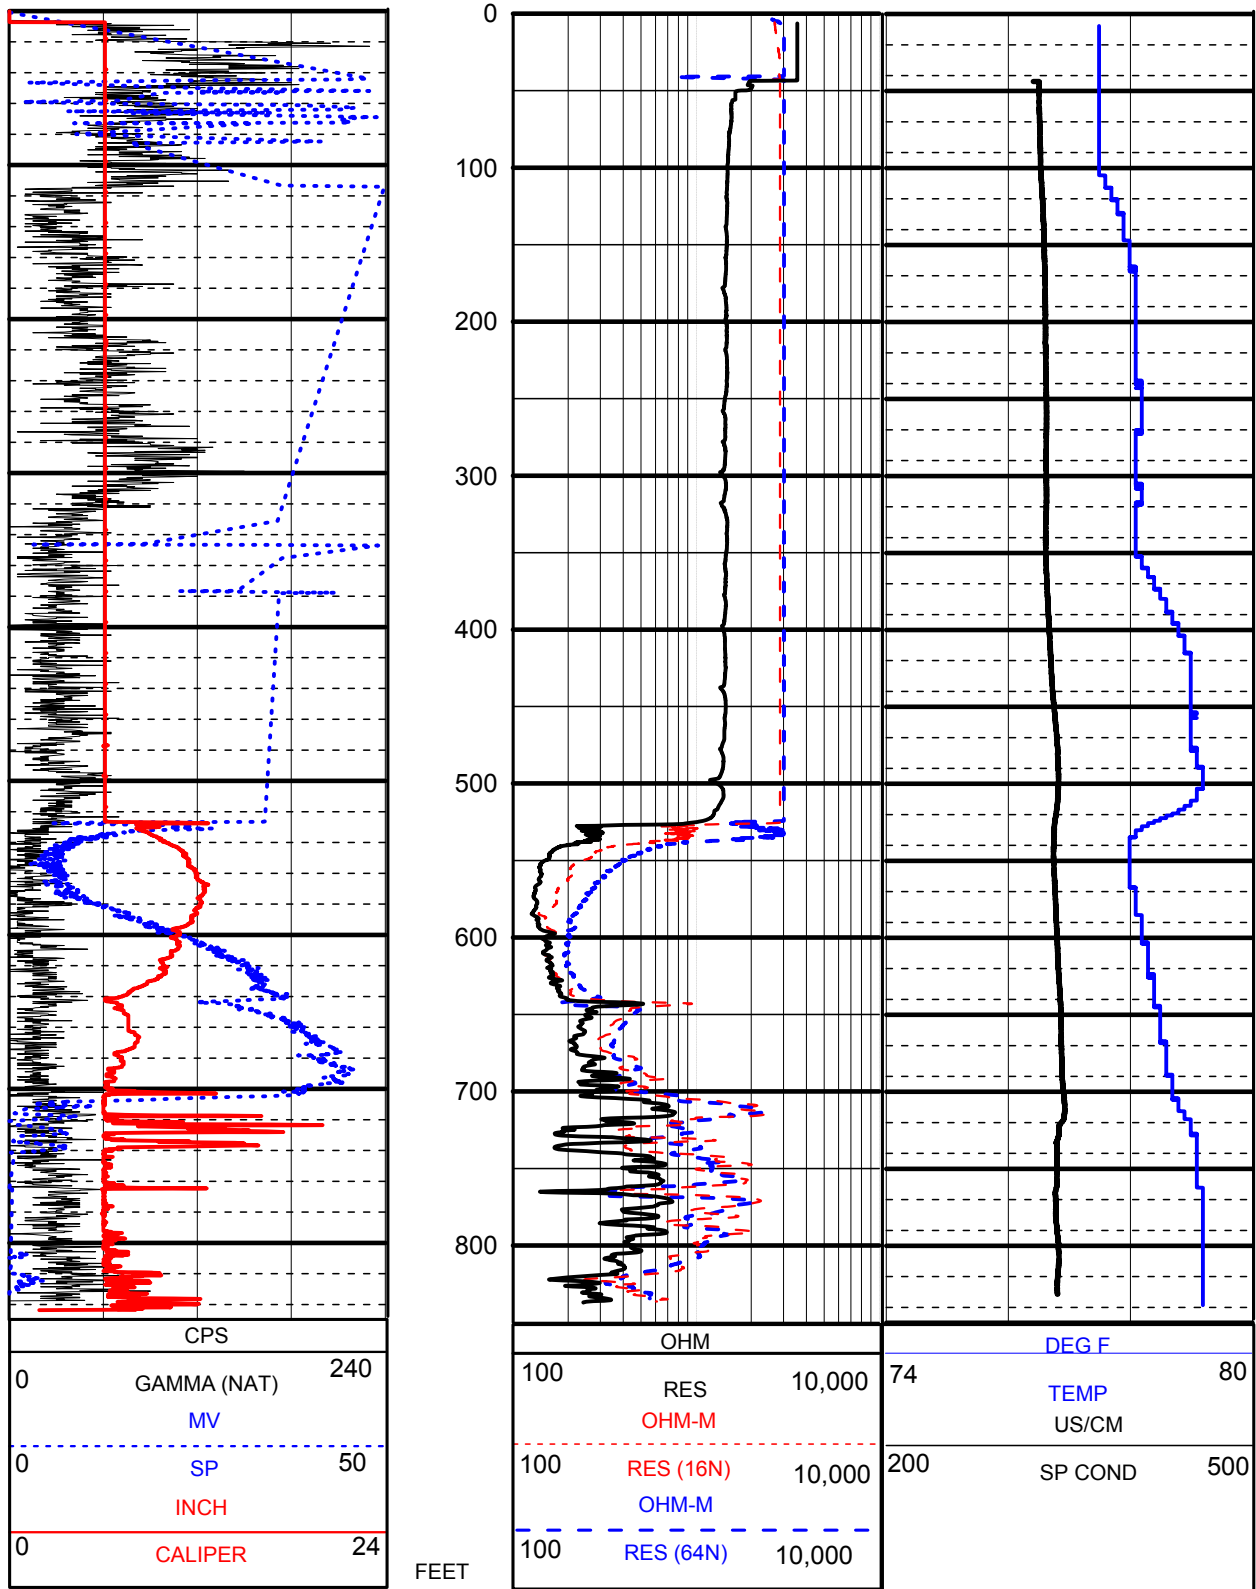 0
100
200
300
400
500
600
700
800
CPS
0 GAMMA (NAT) 240
MV
0 SP 50
INCH
0 CALIPER 24
FEET
OHM
100 RES 10,000
OHM-M
100 RES (16N) 10,000
OHM-M
100 RES (64N) 10,000
DEG F
74 TEMP 80
US/CM
200 SP COND 500